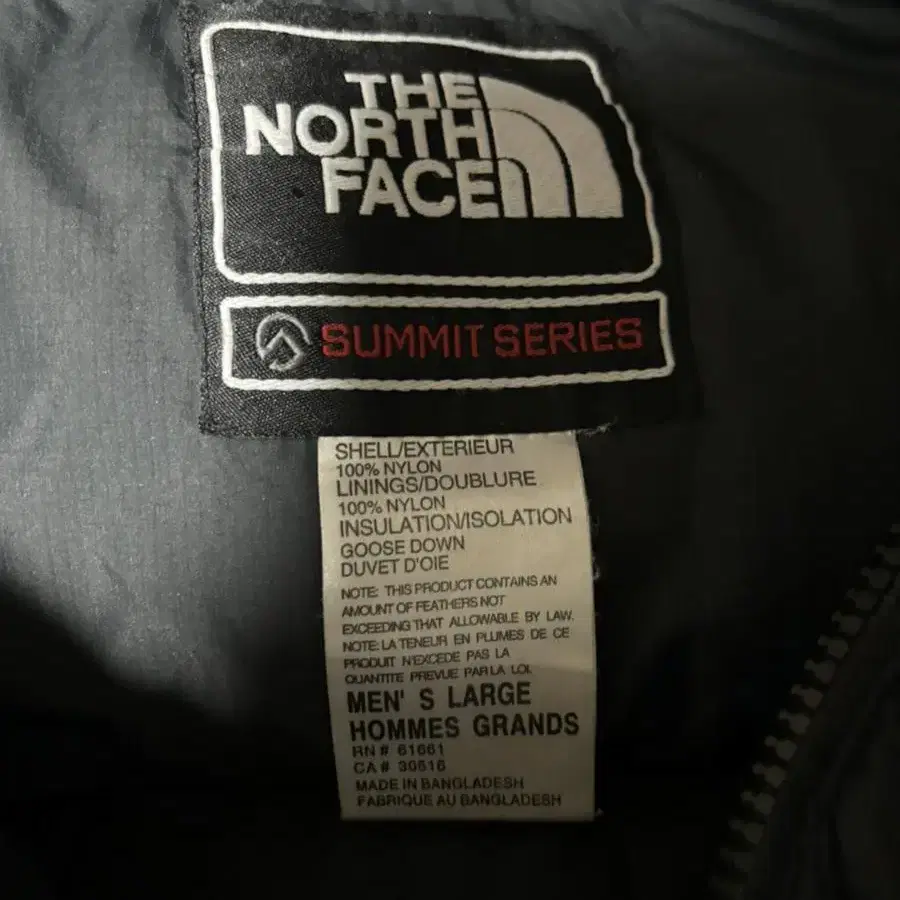 THE
NORTH
FACE
SUMMIT SERIES
SHELL/EXTERIEUR
100% NYLON
LININGS/DOUBLURE
100% NYLON
INSULATION/ISOLATION
GOOSE DOWN
DUVET D'OIE
NOTE: THIS PRODUCT CONTAINS AN
AMOUNT OF FEATHERS NOT
EXCEEDING THAT ALLOWABLE BY LAW.
NOTE: LA TENEUR EN PLUMES DE CE
PRODUIT N'EXCEDE PAS LA
QUANTITE PREVUE PAR LA LOI.
MEN' S LARGE
HOMMES GRANDS
RN # 61661
CA # 30516
MADE IN BANGLADESH
FABRIQUE AU BANGLADESH